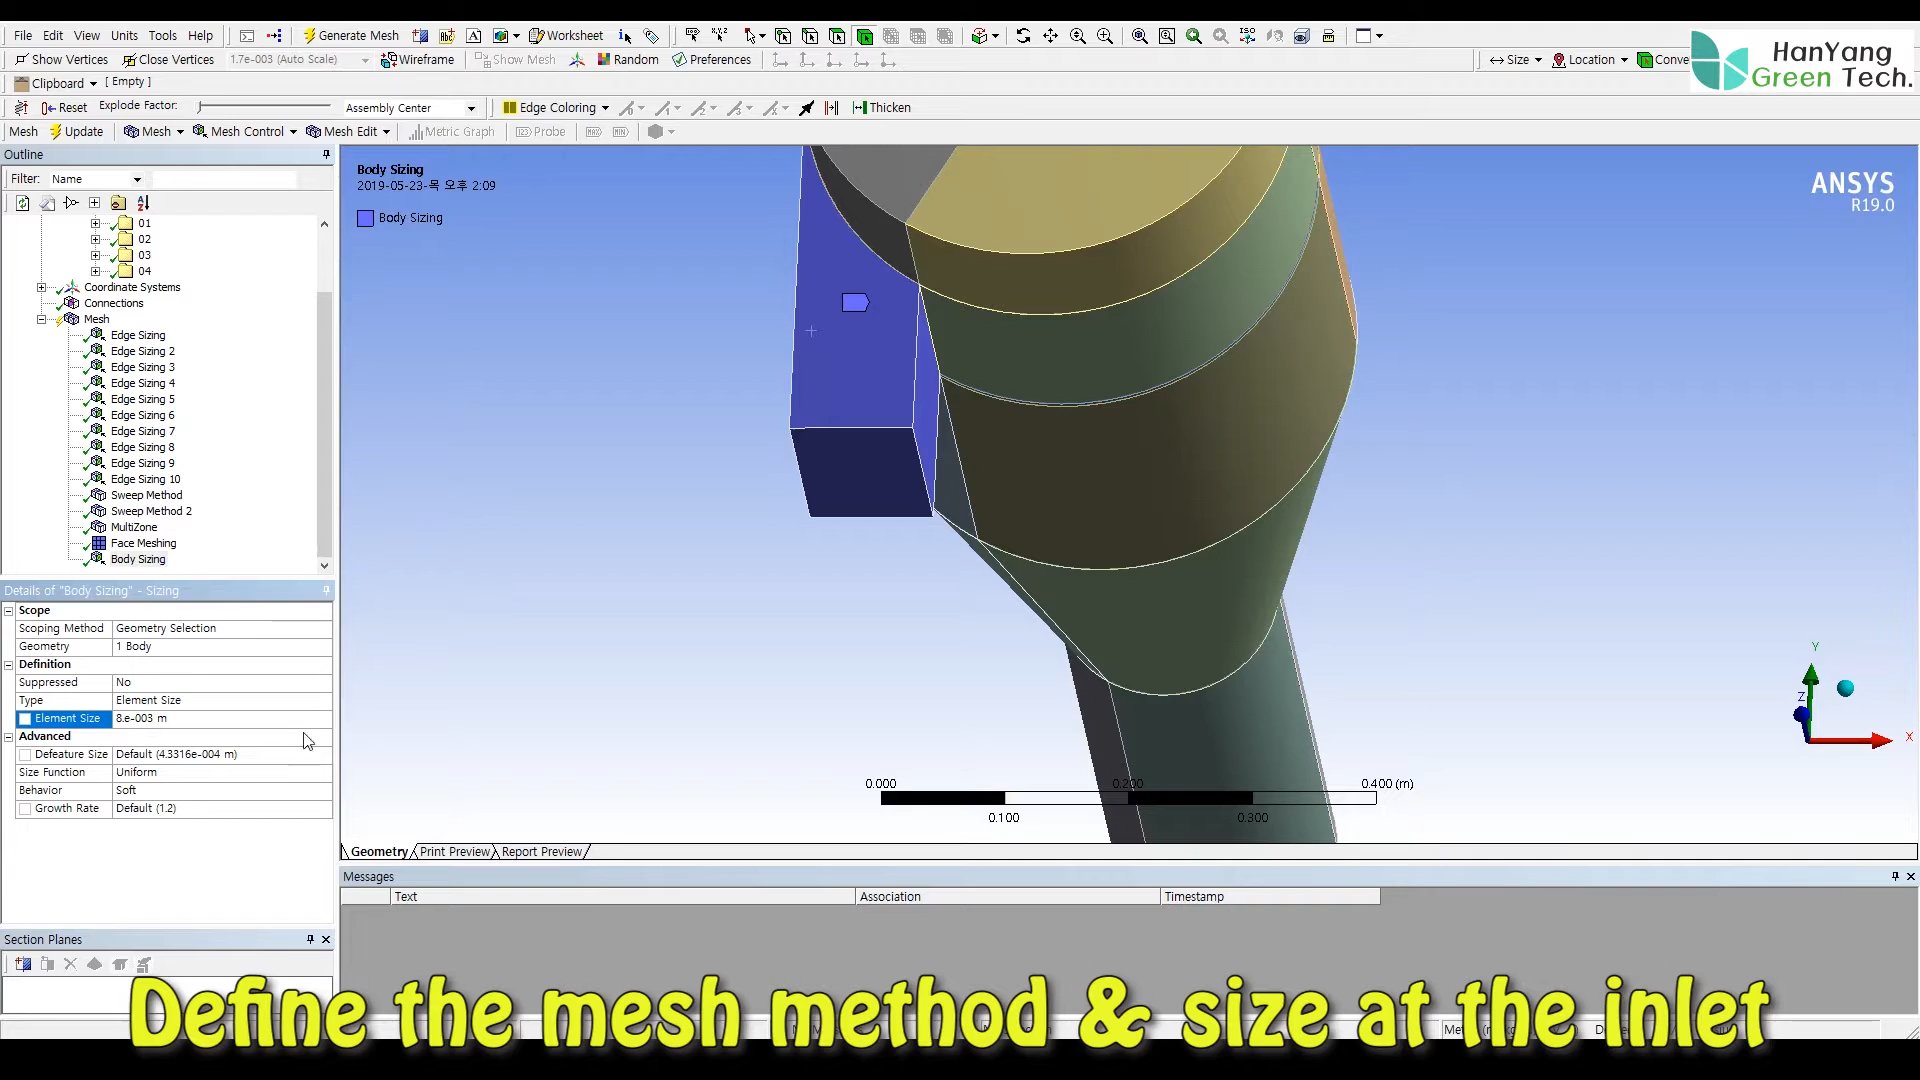 File Edit View Units Tools Help Generate Mesh Worksheet
Show Vertices Close Vertices 1.7e-003 (Auto Scale) Wireframe Show Mesh Random Preferences Size Location Conve
HanYang
Green Tech.
Clipboard [ Empty ]
Reset Explode Factor: Assembly Center Edge Coloring Thicken
Mesh Update Mesh Mesh Control Mesh Edit Metric Graph Probe
Outline
Filter: Name
01
02
03
04
Coordinate Systems
Connections
Mesh
Edge Sizing
Edge Sizing 2
Edge Sizing 3
Edge Sizing 4
Edge Sizing 5
Edge Sizing 6
Edge Sizing 7
Edge Sizing 8
Edge Sizing 9
Edge Sizing 10
Sweep Method
Sweep Method 2
MultiZone
Face Meshing
Body Sizing
Details of "Body Sizing" - Sizing
Scope
Scoping Method Geometry Selection
Geometry 1 Body
Definition
Suppressed No
Type Element Size
Element Size 8.e-003 m
Advanced
Defeature Size Default (4.3316e-004 m)
Size Function Uniform
Behavior Soft
Growth Rate Default (1.2)
Section Planes
Body Sizing
2019-05-23-목 오후 2:09
Body Sizing
ANSYS
R19.0
Y
Z
X
0.000 0.200 0.400 (m)
0.100 0.300
Geometry Print Preview Report Preview
Messages
Text Association Timestamp
Define the mesh method & size at the inlet